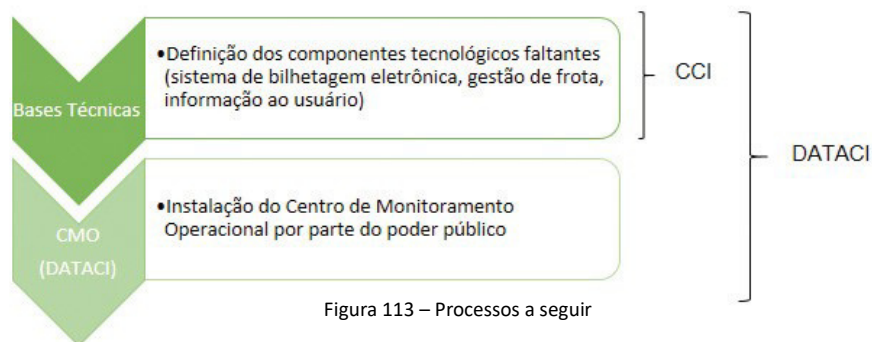 Bases Técnicas
•Definição dos componentes tecnológicos faltantes
(sistema de bilhetagem eletrônica, gestão de frota,
informação ao usuário)
CCI
DATACI
CMO
(DATACI)
•Instalação do Centro de Monitoramento
Operacional por parte do poder público
Figura 113 – Processos a seguir